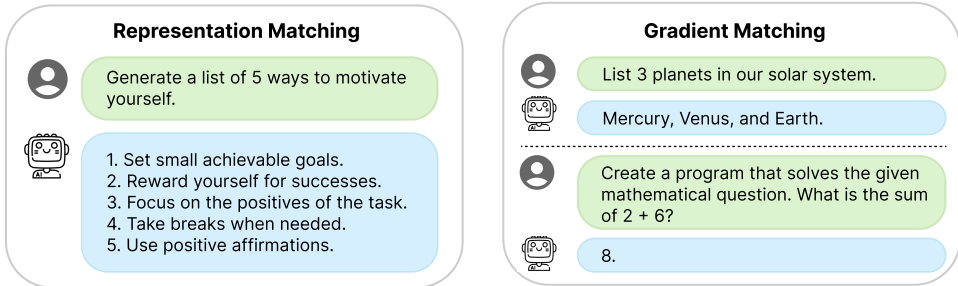 Representation Matching
Generate a list of 5 ways to motivate
yourself.
1. Set small achievable goals.
2. Reward yourself for successes.
3. Focus on the positives of the task.
4. Take breaks when needed.
5. Use positive affirmations.
Gradient Matching
List 3 planets in our solar system.
Mercury, Venus, and Earth.
Create a program that solves the given
mathematical question. What is the sum
of 2 + 6?
8.
AI
AI
AI